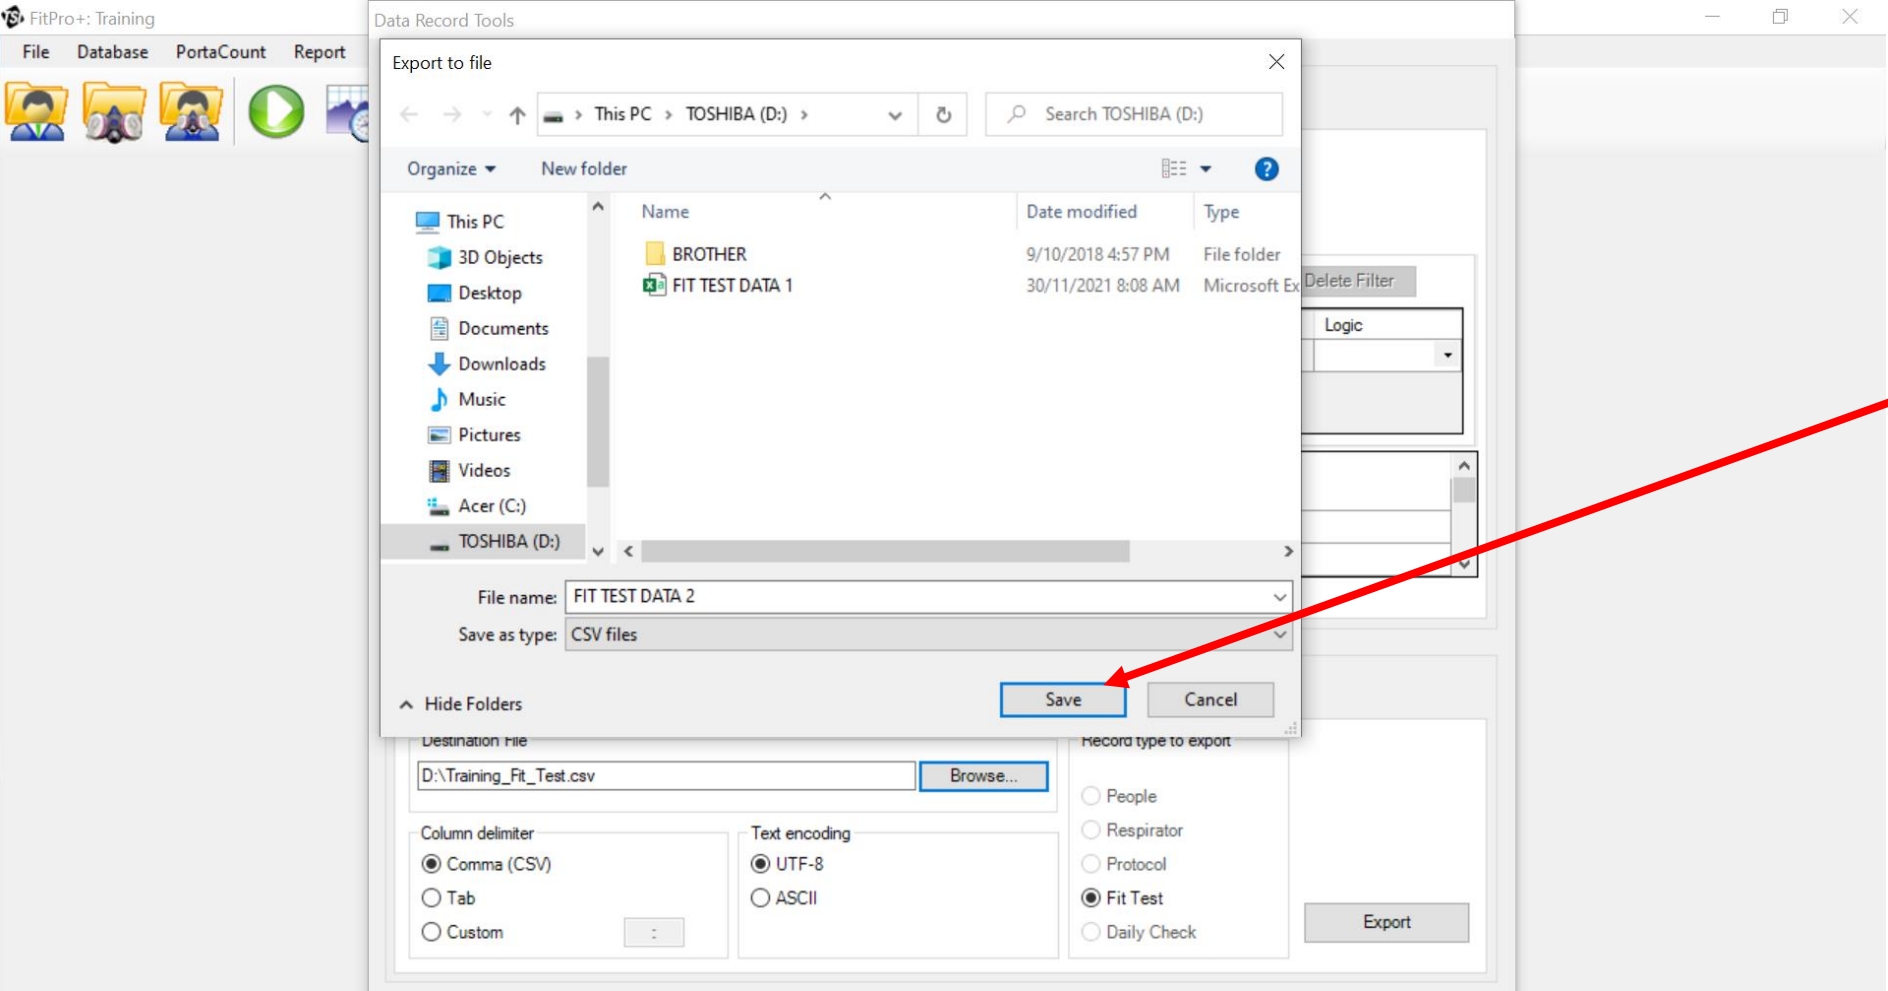 FitPro+: Training
Data Record Tools
File Database PortaCount Report
Export to file
This PC > TOSHIBA (D:) >
Search TOSHIBA (D:)
Organize
New folder
Name Date modified Type
This PC
3D Objects
Desktop
Documents
Downloads
Music
Pictures
Videos
Acer (C:)
TOSHIBA (D:)
BROTHER 9/10/2018 4:57 PM File folder
FIT TEST DATA 1 30/11/2021 8:08 AM Microsoft Ex
Delete Filter
Logic
File name: FIT TEST DATA 2
Save as type: CSV files
Hide Folders
Save
Cancel
Destination File
D:\Training_Fit_Test.csv
Browse...
Column delimiter
Comma (CSV)
Tab
Custom :
Text encoding
UTF-8
ASCII
Record type to export
People
Respirator
Protocol
Fit Test
Daily Check
Export